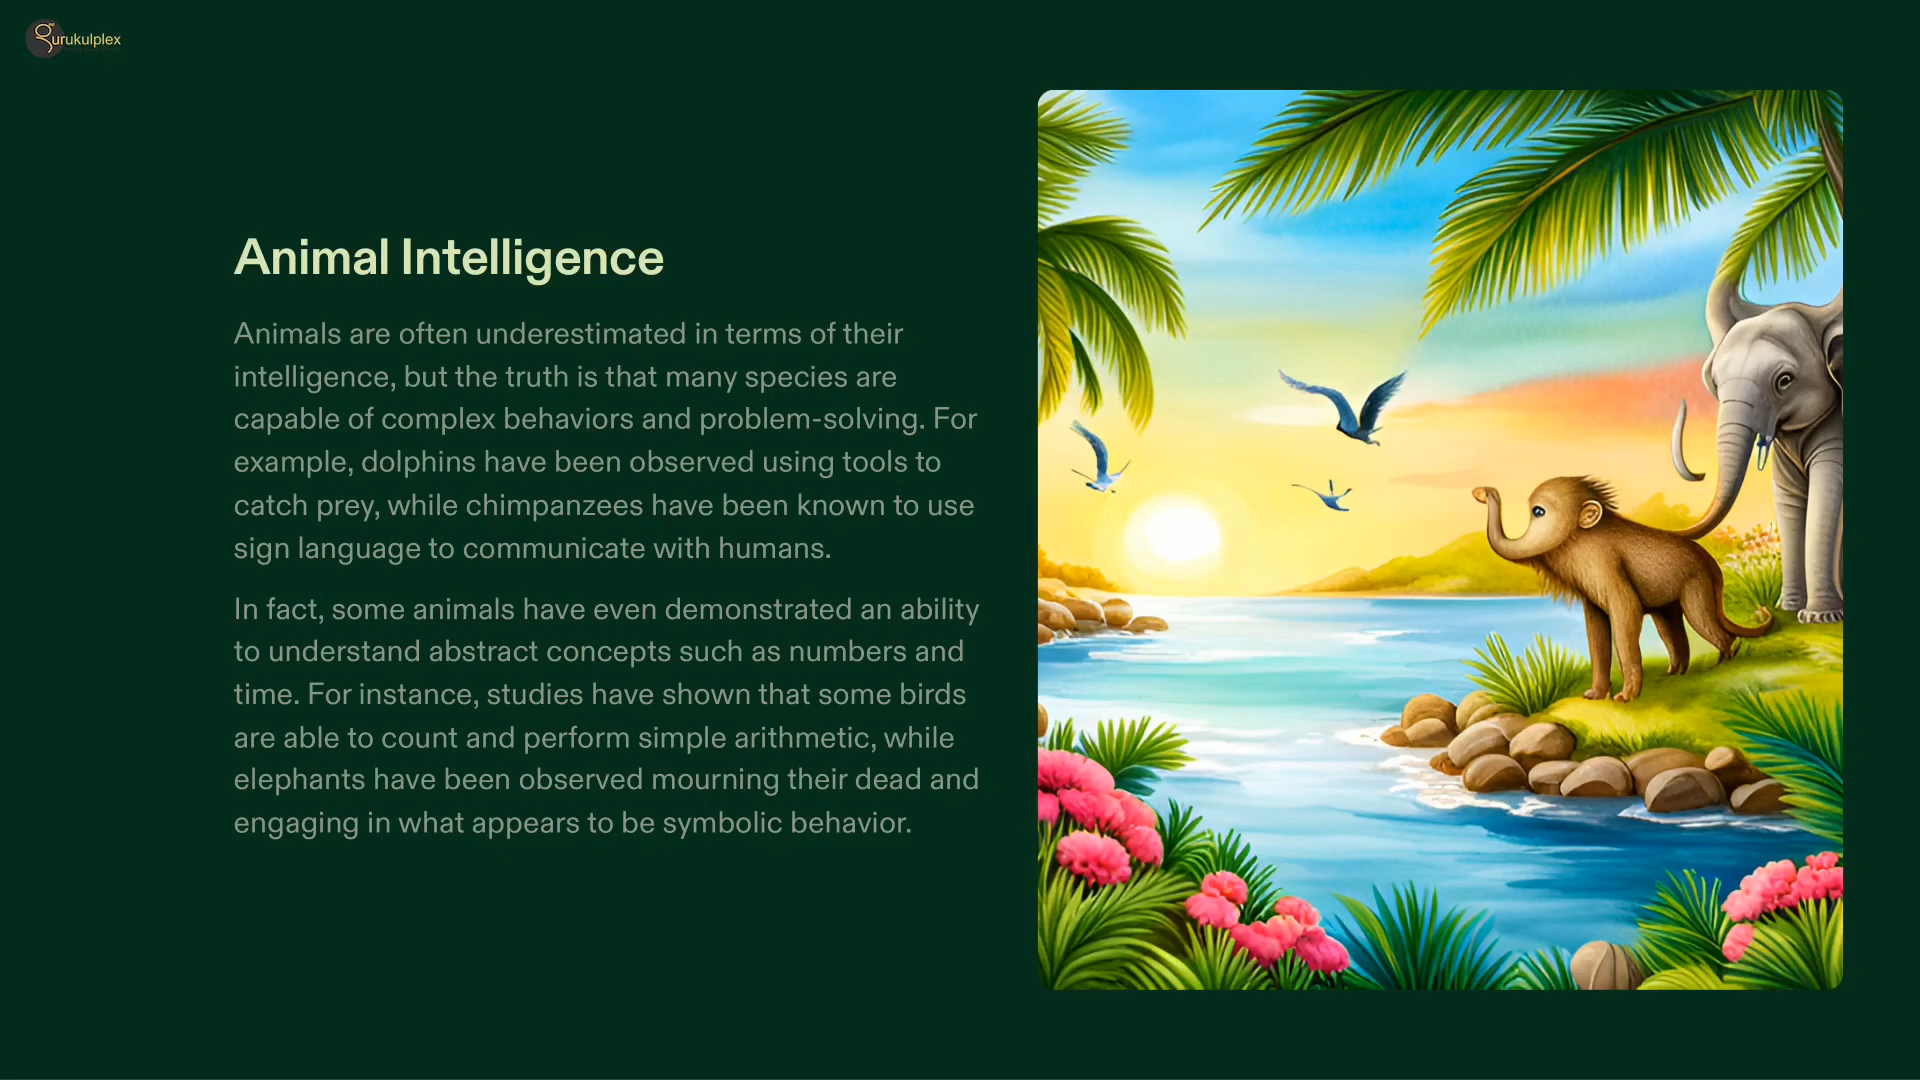 gurukulplex
Animal Intelligence
Animals are often underestimated in terms of their
intelligence, but the truth is that many species are
capable of complex behaviors and problem-solving. For
example, dolphins have been observed using tools to
catch prey, while chimpanzees have been known to use
sign language to communicate with humans.
In fact, some animals have even demonstrated an ability
to understand abstract concepts such as numbers and
time. For instance, studies have shown that some birds
are able to count and perform simple arithmetic, while
elephants have been observed mourning their dead and
engaging in what appears to be symbolic behavior.